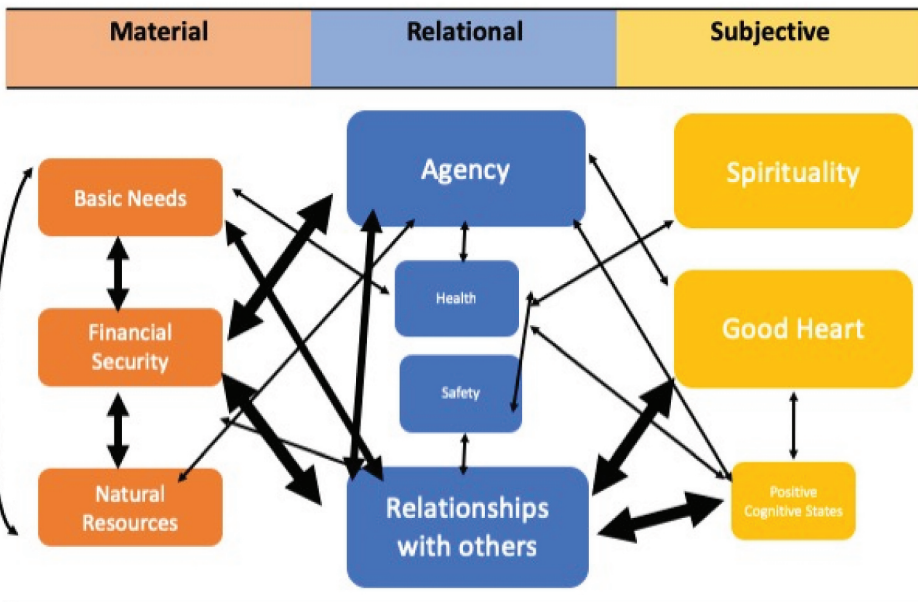 Material
Relational
Subjective
Agency
Spirituality
Basic Needs
Health
Good Heart
Financial
Security
Safety
Natural
Resources
Relationships
with others
Positive
Cognitive States